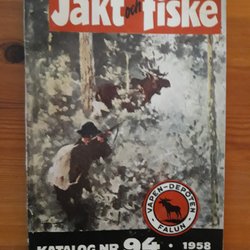 Jakt och fiske
VAPEN-DEPOTEN
FALUN
KATALOG NR 94 • 1958